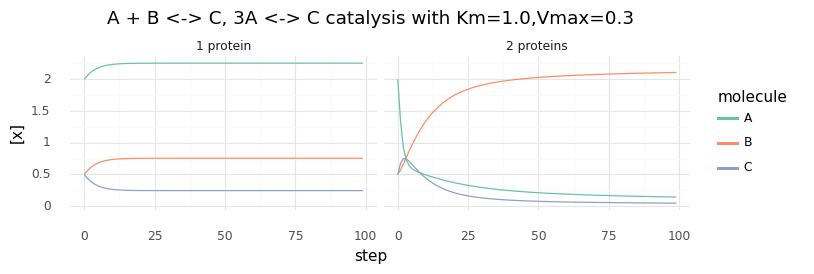 A + B <-> C, 3A <-> C catalysis with Km=1.0,Vmax=0.3
1 protein
2 proteins
[x]
2
1.5
1
0.5
0
0
25
50
75
100
0
25
50
75
100
step
molecule
A
B
C